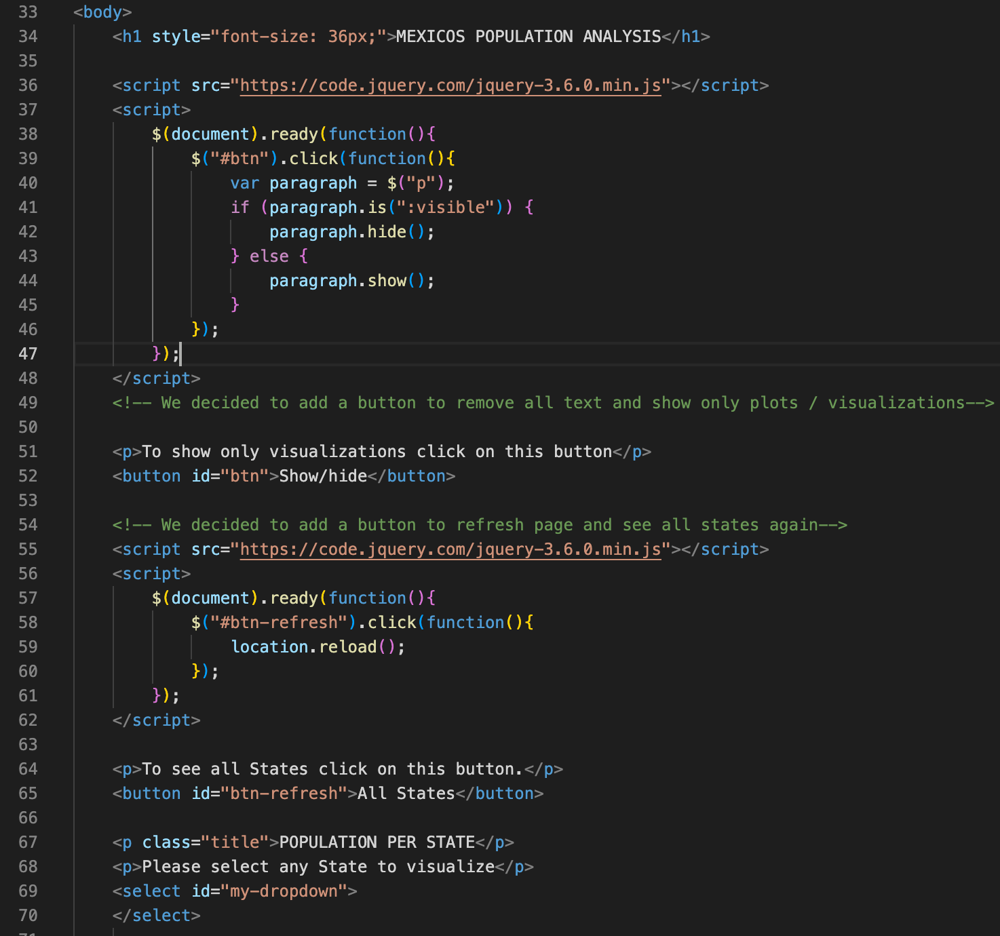 33 <body>
34 <h1 style="font-size: 36px;">MEXICOS POPULATION ANALYSIS</h1>
35
36 <script src="https://code.jquery.com/jquery-3.6.0.min.js"></script>
37 <script>
38 $(document).ready(function(){
39 $("#btn").click(function(){
40 var paragraph = $("p");
41 if (paragraph.is(":visible")) {
42 paragraph.hide();
43 } else {
44 paragraph.show();
45 }
46 });
47 });
48 </script>
49 <!-- We decided to add a button to remove all text and show only plots / visualizations-->
50
51 <p>To show only visualizations click on this button</p>
52 <button id="btn">Show/hide</button>
53
54 <!-- We decided to add a button to refresh page and see all states again-->
55 <script src="https://code.jquery.com/jquery-3.6.0.min.js"></script>
56 <script>
57 $(document).ready(function(){
58 $("#btn-refresh").click(function(){
59 location.reload();
60 });
61 });
62 </script>
63
64 <p>To see all States click on this button.</p>
65 <button id="btn-refresh">All States</button>
66
67 <p class="title">POPULATION PER STATE</p>
68 <p>Please select any State to visualize</p>
69 <select id="my-dropdown">
70 </select>